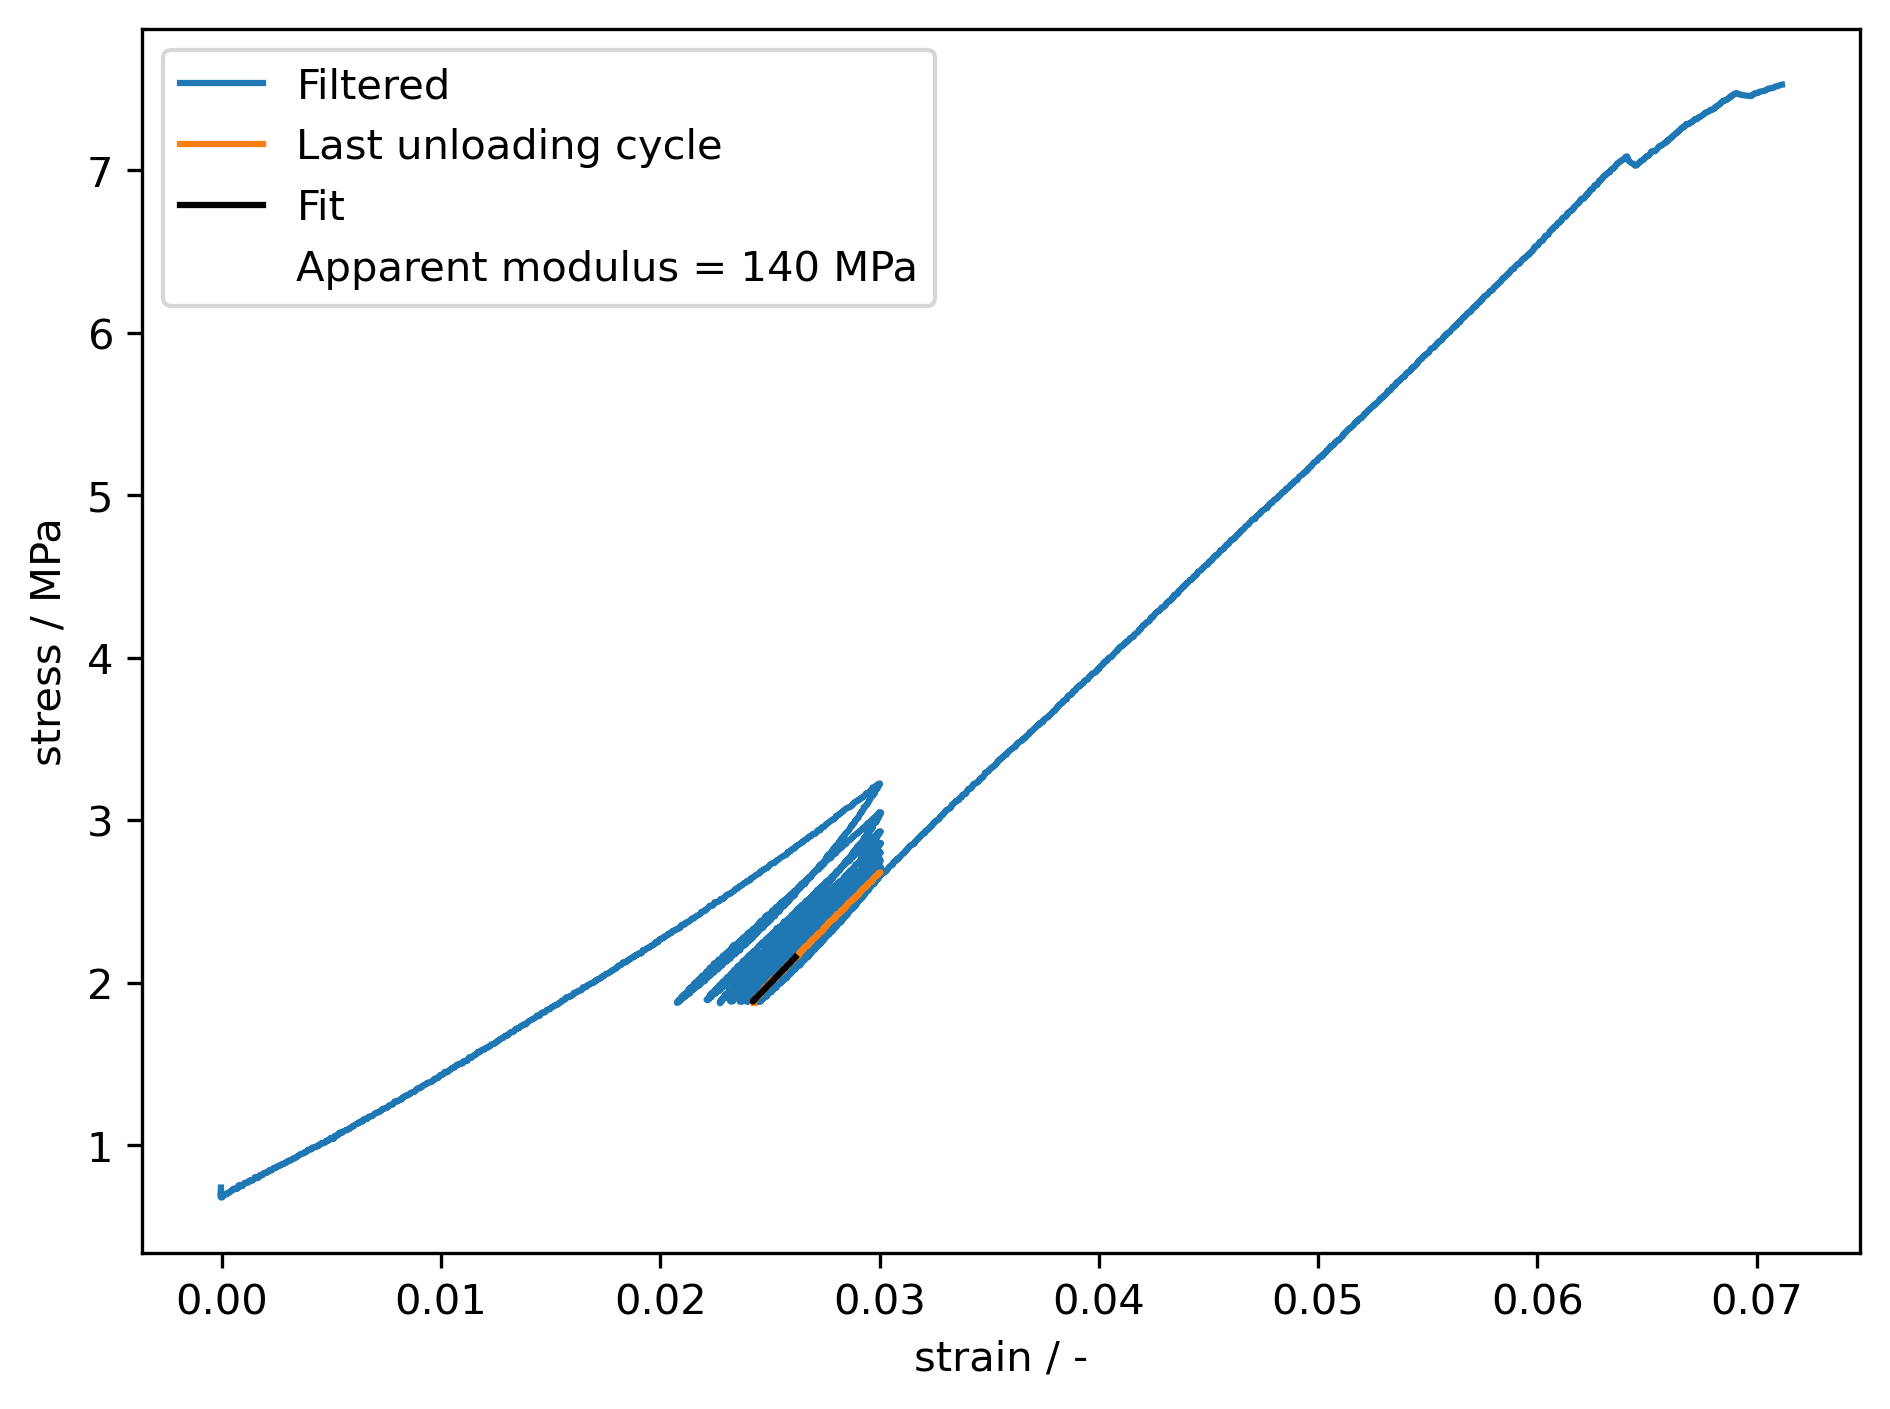 Filtered
Last unloading cycle
Fit
Apparent modulus = 140 MPa
7
6
5
4
3
2
1
stress / MPa
0.00 0.01 0.02 0.03 0.04 0.05 0.06 0.07
strain / -